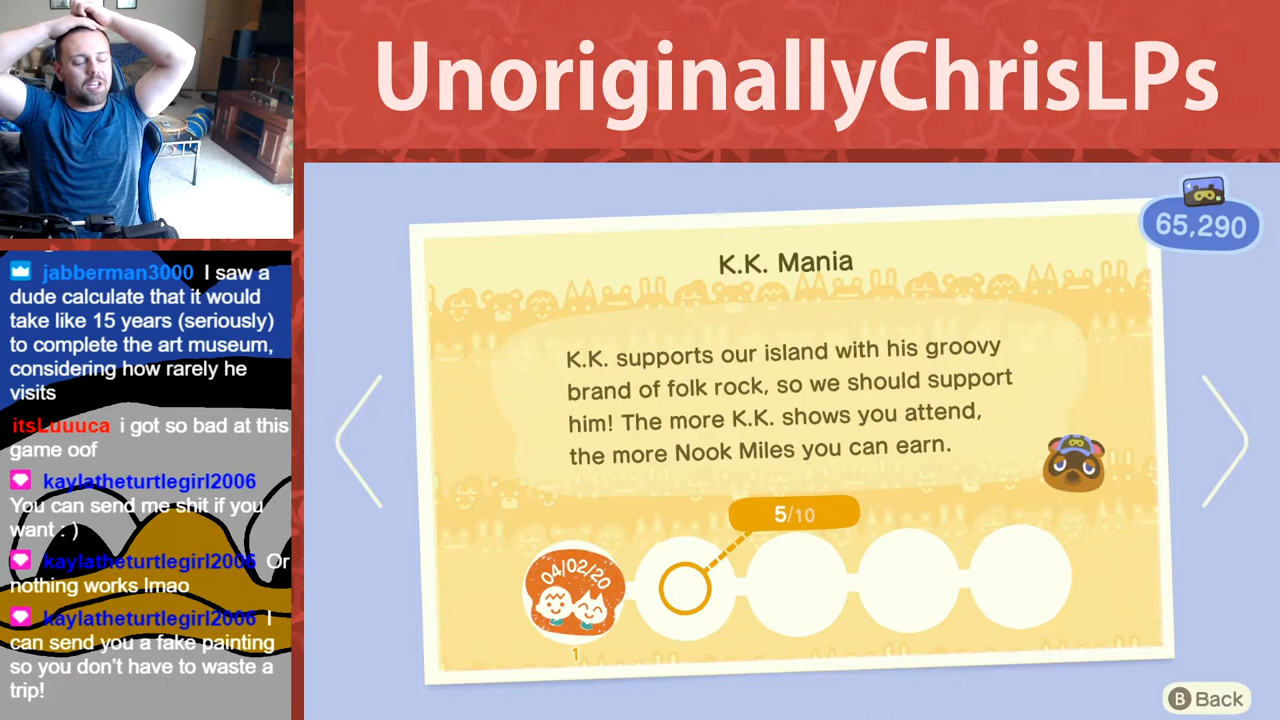 UnoriginallyChrisLPs
65,290
K.K. Mania
K.K. supports our island with his groovy
brand of folk rock, so we should support
him! The more K.K. shows you attend,
the more Nook Miles you can earn.
5/10
04/02/20
1
B Back
jabberman3000 I saw a
dude calculate that it would
take like 15 years (seriously)
to complete the art museum,
considering how rarely he
visits
itsLuuuca i got so bad at this
game oof
kaylatheturtlegirl2006
You can send me shit if you
want : )
kaylatheturtlegirl2006 Or
nothing works lmao
kaylatheturtlegirl2006 I
can send you a fake painting
so you don't have to waste a
trip!